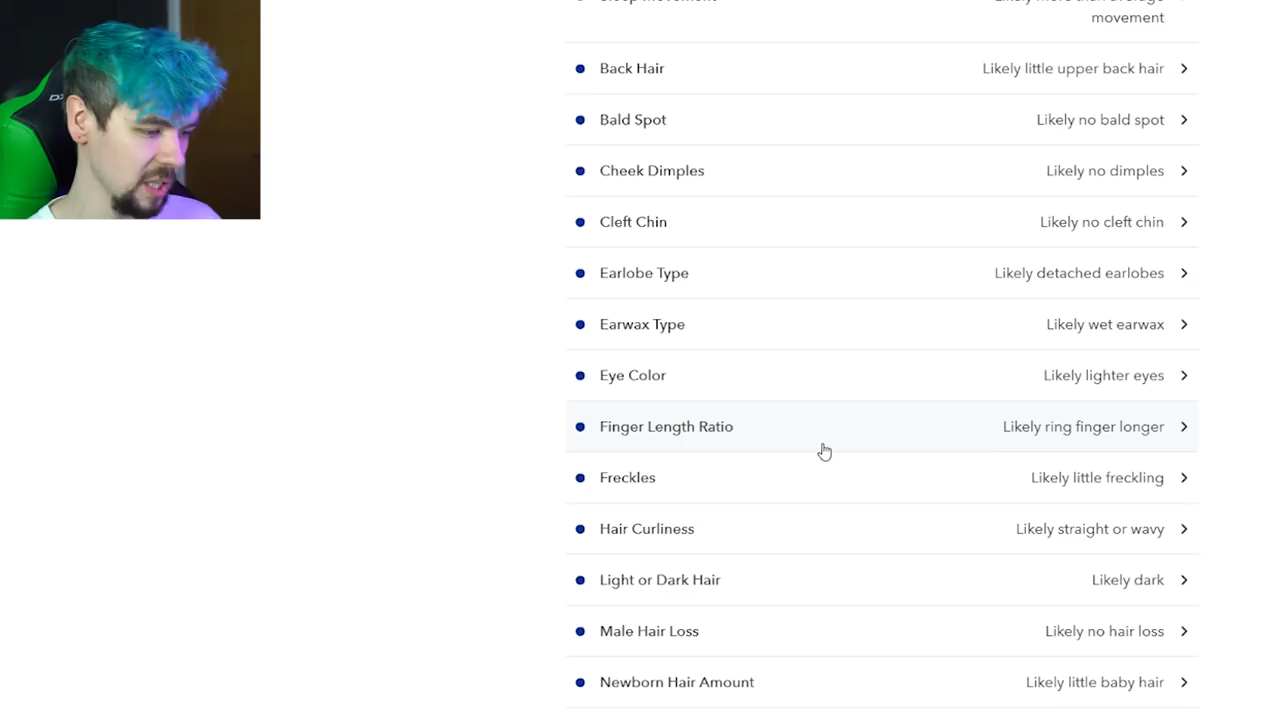 movement
Back Hair Likely little upper back hair
Bald Spot Likely no bald spot
Cheek Dimples Likely no dimples
Cleft Chin Likely no cleft chin
Earlobe Type Likely detached earlobes
Earwax Type Likely wet earwax
Eye Color Likely lighter eyes
Finger Length Ratio Likely ring finger longer
Freckles Likely little freckling
Hair Curliness Likely straight or wavy
Light or Dark Hair Likely dark
Male Hair Loss Likely no hair loss
Newborn Hair Amount Likely little baby hair